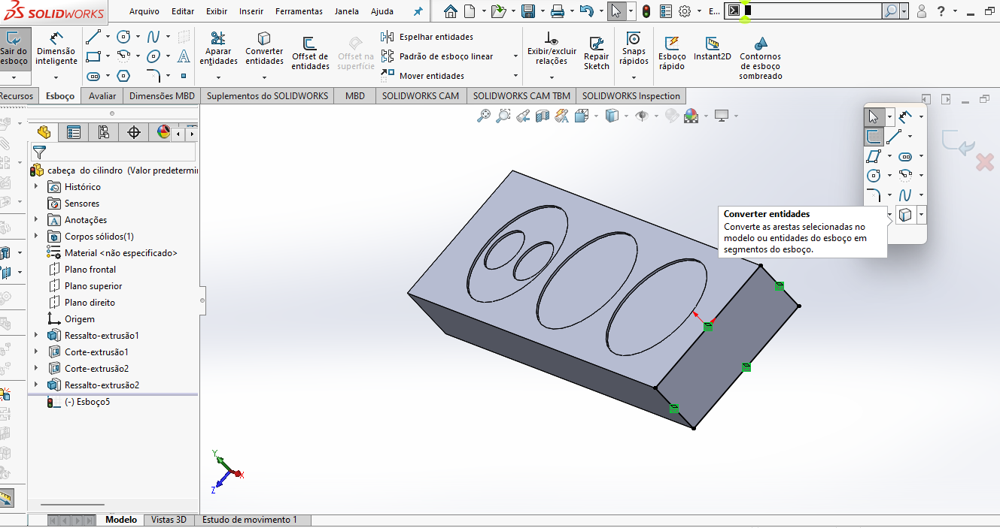 SOLIDWORKS
Arquivo Editar Exibir Inserir Ferramentas Janela Ajuda
E...
?
Sair do
esboço
Dimensão
inteligente
Aparar
entidades
Converter
entidades
Offset de
entidades
Offset na
superfície
Espelhar entidades
Padrão de esboço linear
Mover entidades
Exibir/excluir
relações
Repair
Sketch
Snaps
rápidos
Esboço
rápido
Instant2D
Contornos
de esboço
sombreado
Recursos Esboço Avaliar Dimensões MBD Suplementos do SOLIDWORKS MBD SOLIDWORKS CAM SOLIDWORKS CAM TBM SOLIDWORKS Inspection
cabeça do cilindro (Valor predetermi
Histórico
Sensores
Anotações
Corpos sólidos(1)
Material <não especificado>
Plano frontal
Plano superior
Plano direito
Origem
Ressalto-extrusão1
Corte-extrusão1
Corte-extrusão2
Ressalto-extrusão2
(-) Esboço5
Converter entidades
Converte as arestas selecionadas no
modelo ou entidades do esboço em
segmentos do esboço.
Y
X
Z
Modelo Vistas 3D Estudo de movimento 1